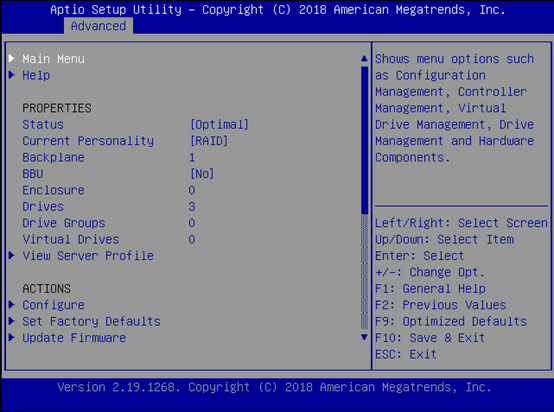 Aptio Setup Utility – Copyright (C) 2018 American Megatrends, Inc.
Advanced
Main Menu
Help
PROPERTIES
Status [Optimal]
Current Personality [RAID]
Backplane 1
BBU [No]
Enclosure 0
Drives 3
Drive Groups 0
Virtual Drives 0
View Server Profile
ACTIONS
Configure
Set Factory Defaults
Update Firmware
Shows menu options such
as Configuration
Management, Controller
Management, Virtual
Drive Management, Drive
Management and Hardware
Components.
Left/Right: Select Screen
Up/Down: Select Item
Enter: Select
+/-: Change Opt.
F1: General Help
F2: Previous Values
F9: Optimized Defaults
F10: Save & Exit
ESC: Exit
Version 2.19.1268. Copyright (C) 2018 American Megatrends, Inc.